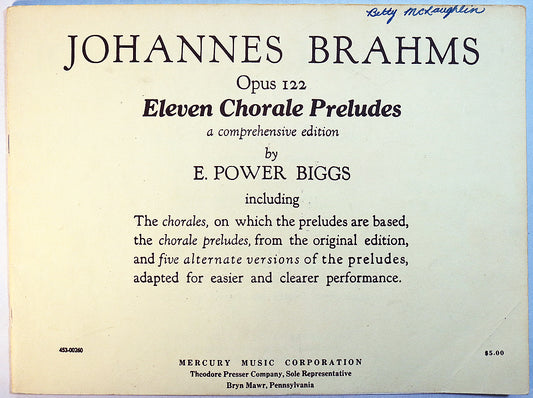 Betty McLaughlin
JOHANNES BRAHMS
Opus 122
Eleven Chorale Preludes
a comprehensive edition
by
E. POWER BIGGS
including
The chorales, on which the preludes are based,
the chorale preludes, from the original edition,
and five alternate versions of the preludes,
adapted for easier and clearer performance.
453-00260
$5.00
MERCURY MUSIC CORPORATION
Theodore Presser Company, Sole Representative
Bryn Mawr, Pennsylvania